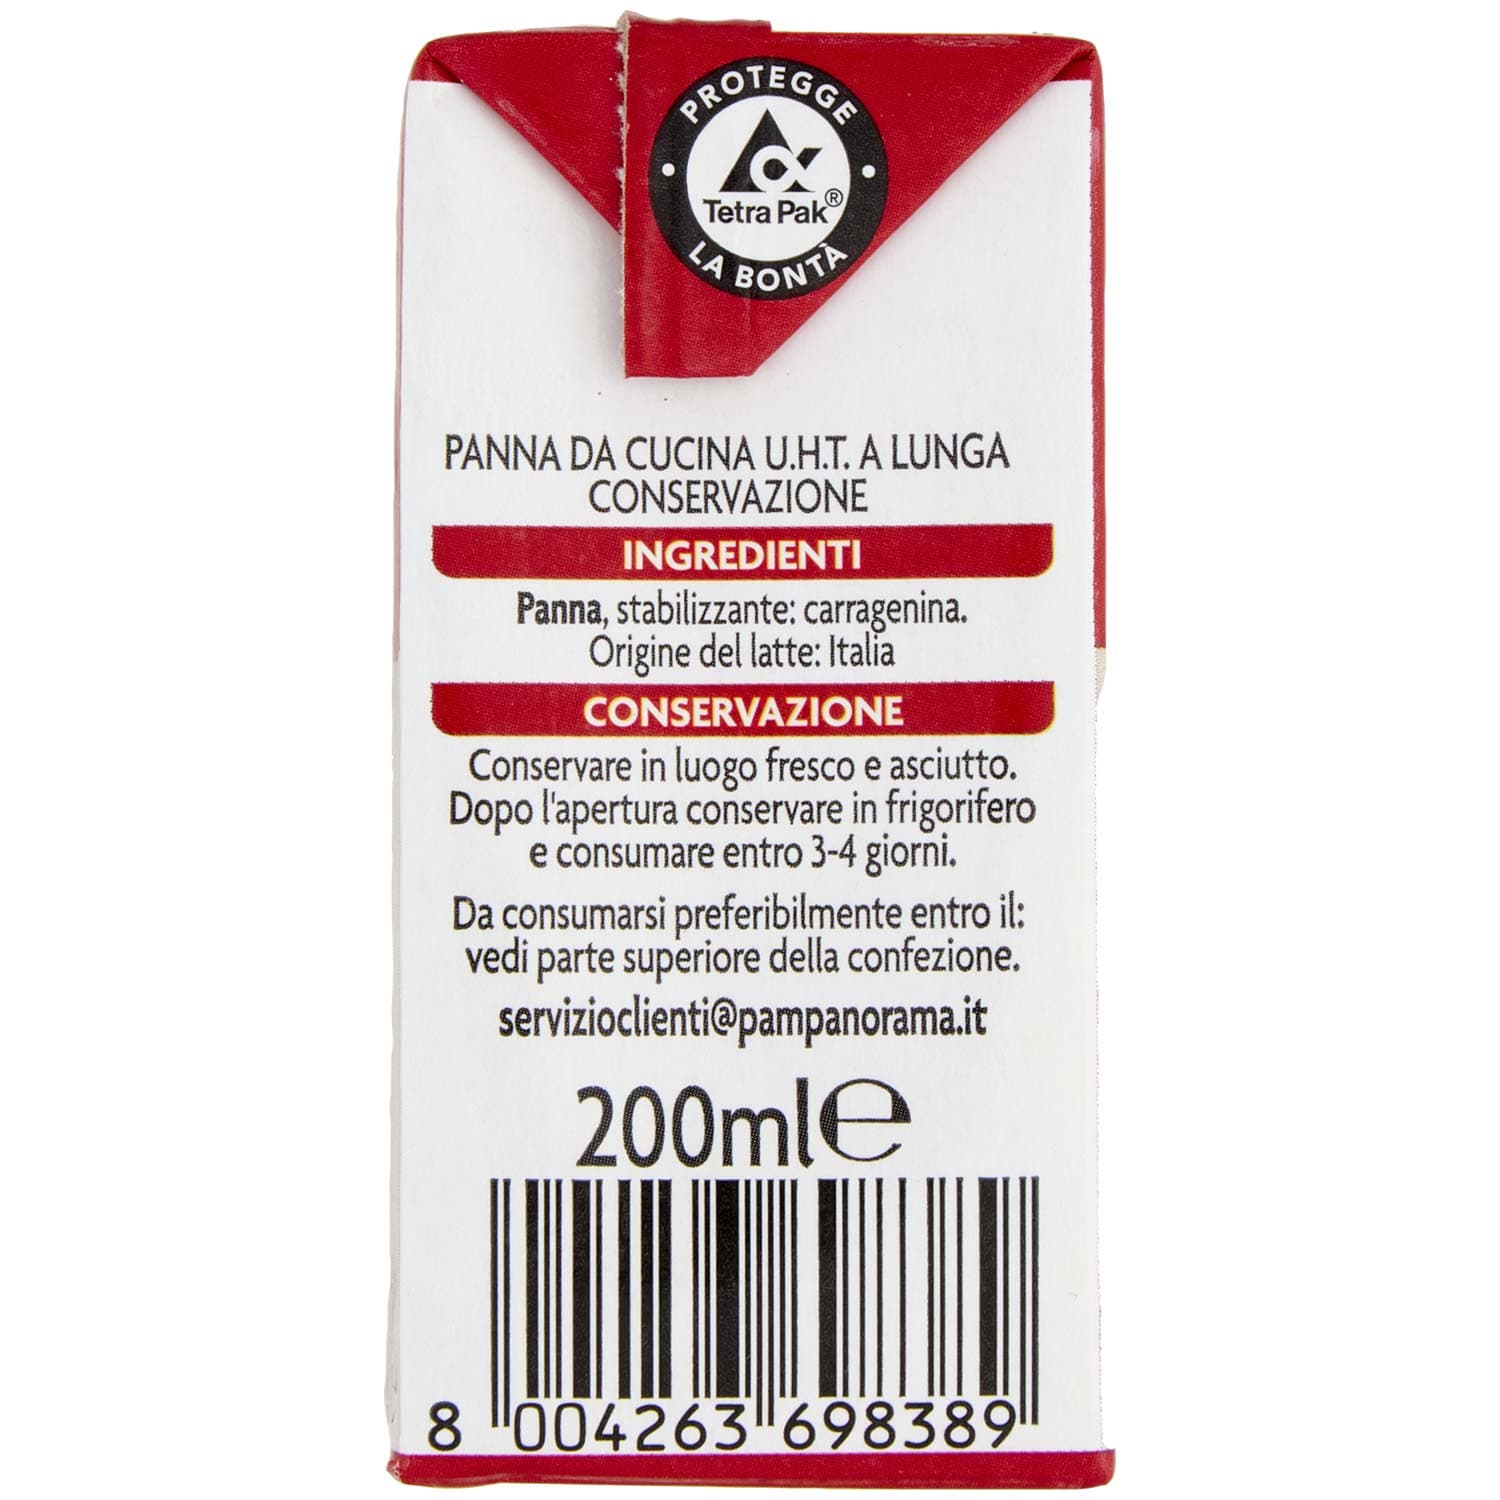 PROTEGGE
Tetra Pak®
LA BONTÀ
PANNA DA CUCINA U.H.T. A LUNGA
CONSERVAZIONE
INGREDIENTI
Panna, stabilizzante: carragenina.
Origine del latte: Italia
CONSERVAZIONE
Conservare in luogo fresco e asciutto.
Dopo l'apertura conservare in frigorifero
e consumare entro 3-4 giorni.
Da consumarsi preferibilmente entro il:
vedi parte superiore della confezione.
servizioclienti@pampanorama.it
200ml℮
8 004263 698389